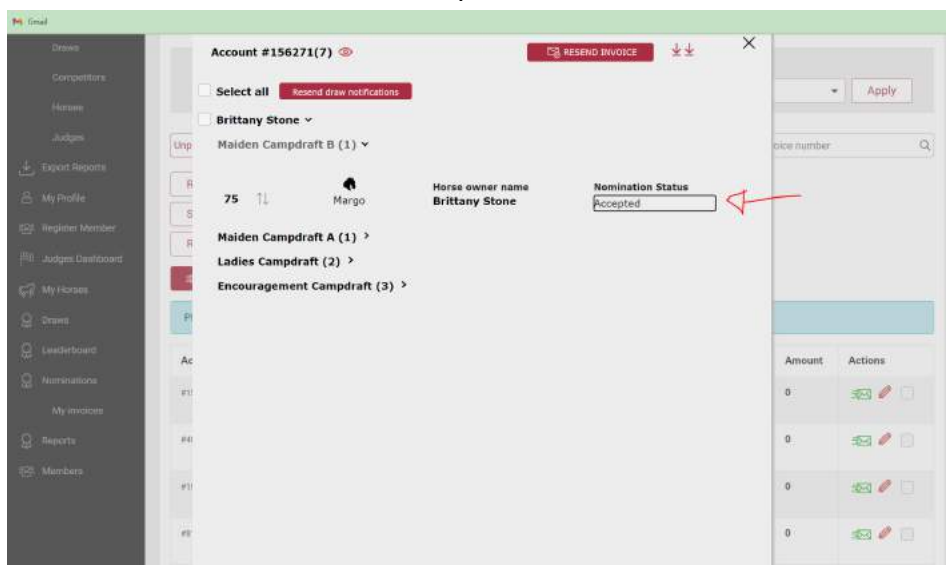 Gmail
Draws
Competitors
Horses
Judges
Export Reports
My Profile
Register Member
Judges Dashboard
My Horses
Draws
Leaderboard
Nominations
My invoices
Reports
Members
Account #156271(7)
RESEND INVOICE
Select all
Resend draw notifications
Brittany Stone
Maiden Campdraft B (1)
75
Margo
Horse owner name
Brittany Stone
Nomination Status
Accepted
Maiden Campdraft A (1)
Ladies Campdraft (2)
Encouragement Campdraft (3)
Apply
Amount
Actions
0
0
0
0